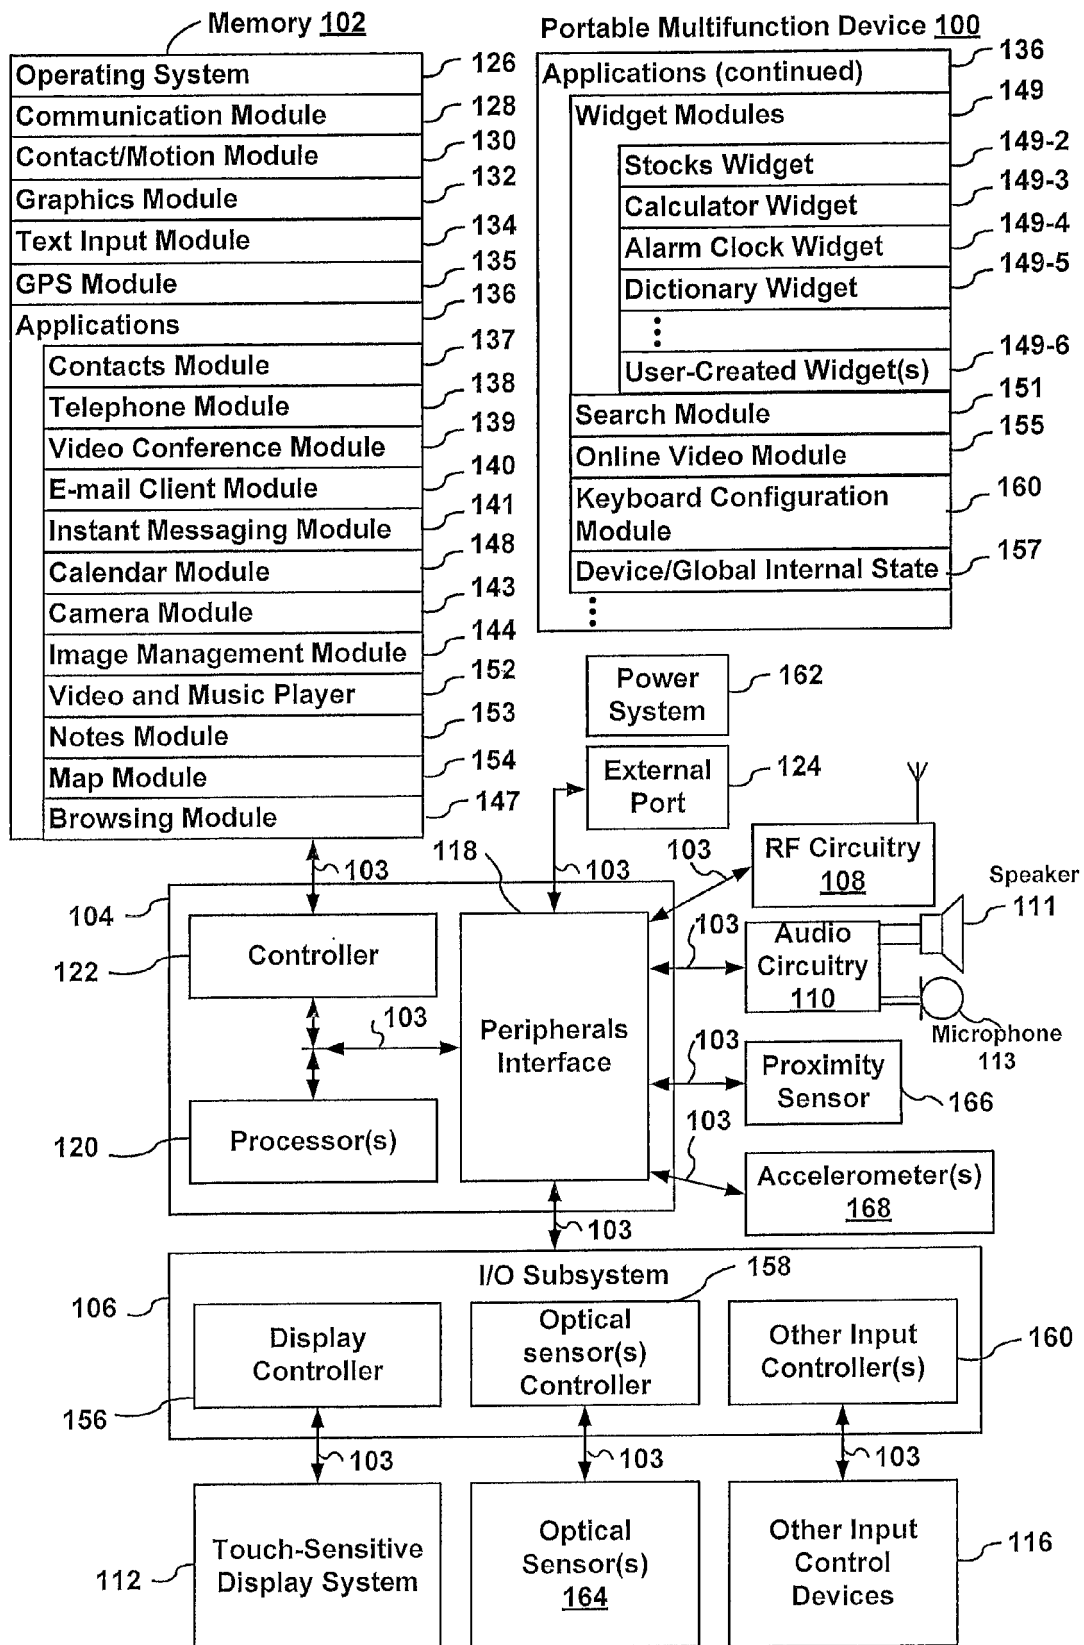 Memory 102
Operating System 126
Communication Module 128
Contact/Motion Module 130
Graphics Module 132
Text Input Module 134
GPS Module 135
Applications 136
Contacts Module 137
Telephone Module 138
Video Conference Module 139
E-mail Client Module 140
Instant Messaging Module 141
Calendar Module 148
Camera Module 143
Image Management Module 144
Video and Music Player 152
Notes Module 153
Map Module 154
Browsing Module 147
Portable Multifunction Device 100
Applications (continued) 136
Widget Modules 149
Stocks Widget 149-2
Calculator Widget 149-3
Alarm Clock Widget 149-4
Dictionary Widget 149-5
User-Created Widget(s) 149-6
Search Module 151
Online Video Module 155
Keyboard Configuration 160
Module
Device/Global Internal State 157
Power
System
162
External
Port
124
103
118
103
103
RF Circuitry
108
Speaker
111
104
Controller
122
103
Audio
Circuitry
110
Microphone
113
103
Peripherals
Interface
103
Proximity
Sensor
166
120
Processor(s)
103
Accelerometer(s)
168
103
I/O Subsystem
158
106
Display
Controller
156
Optical
sensor(s)
Controller
Other Input
Controller(s)
160
103
103
103
112
Touch-Sensitive
Display System
Optical
Sensor(s)
164
Other Input
Control
Devices
116